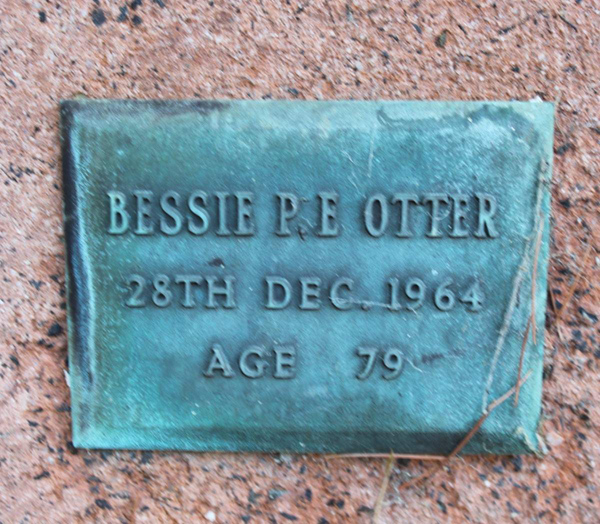 BESSIE P. E OTTER
28TH DEC. 1964
AGE 79